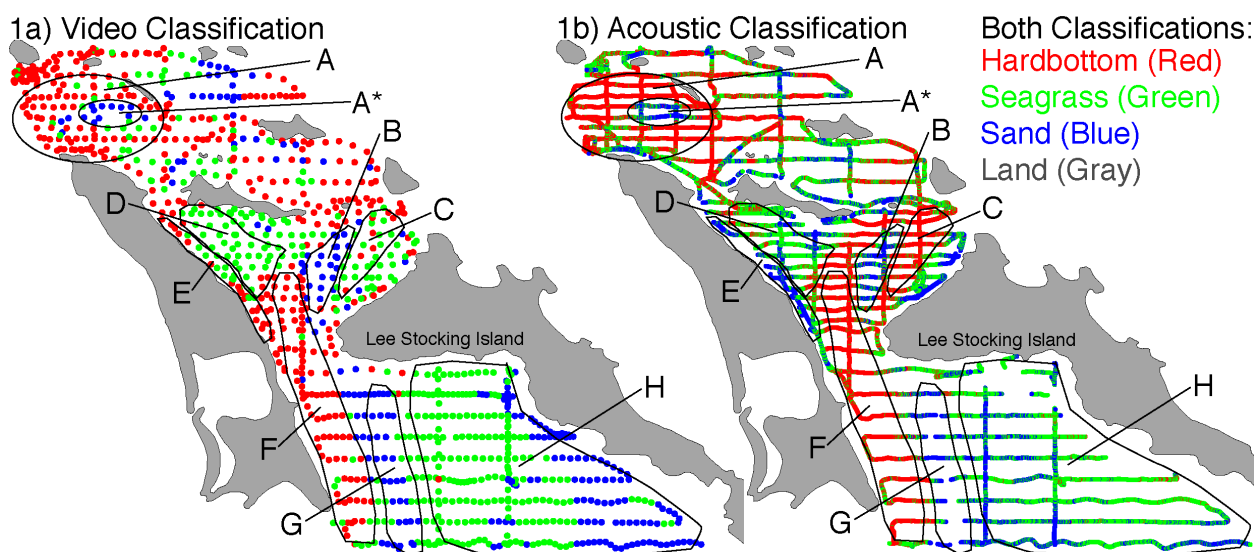 1a) Video Classification
A
A*
B
C
D
E
F
G
H
Lee Stocking Island
1b) Acoustic Classification
A
A*
B
C
D
E
F
G
H
Lee Stocking Island
Both Classifications:
Hardbottom (Red)
Seagrass (Green)
Sand (Blue)
Land (Gray)